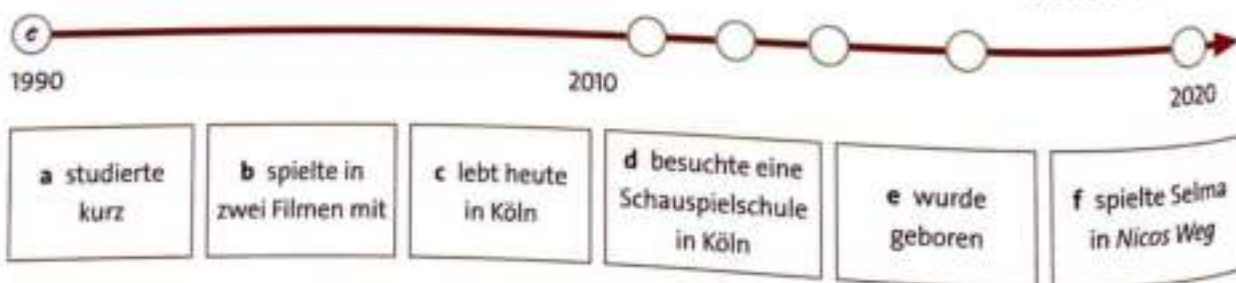 e
1990
2010
2020
a studierte
kurz
b spielte in
zwei Filmen mit
c lebt heute
in Köln
d besuchte eine
Schauspielschule
in Köln
e wurde
geboren
f spielte Selma
in Nicos Weg